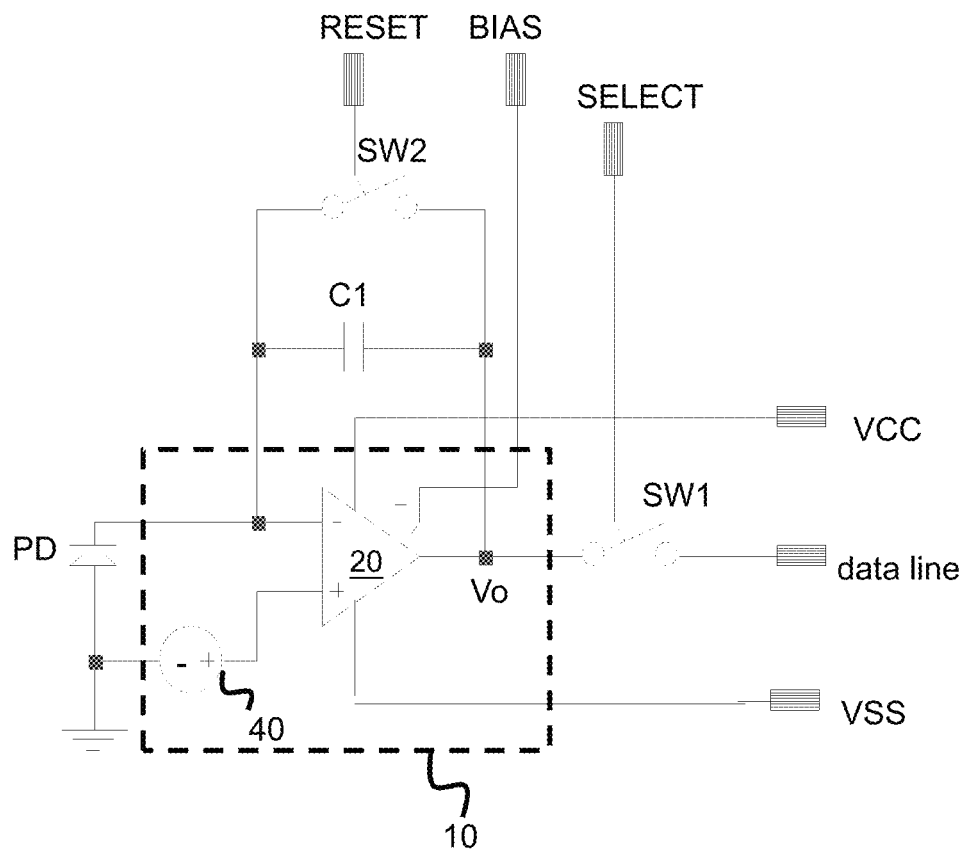 RESET BIAS
SELECT
SW2
C1
VCC
SW1
-
-
PD
20
data line
+
Vo
- +
40
VSS
10